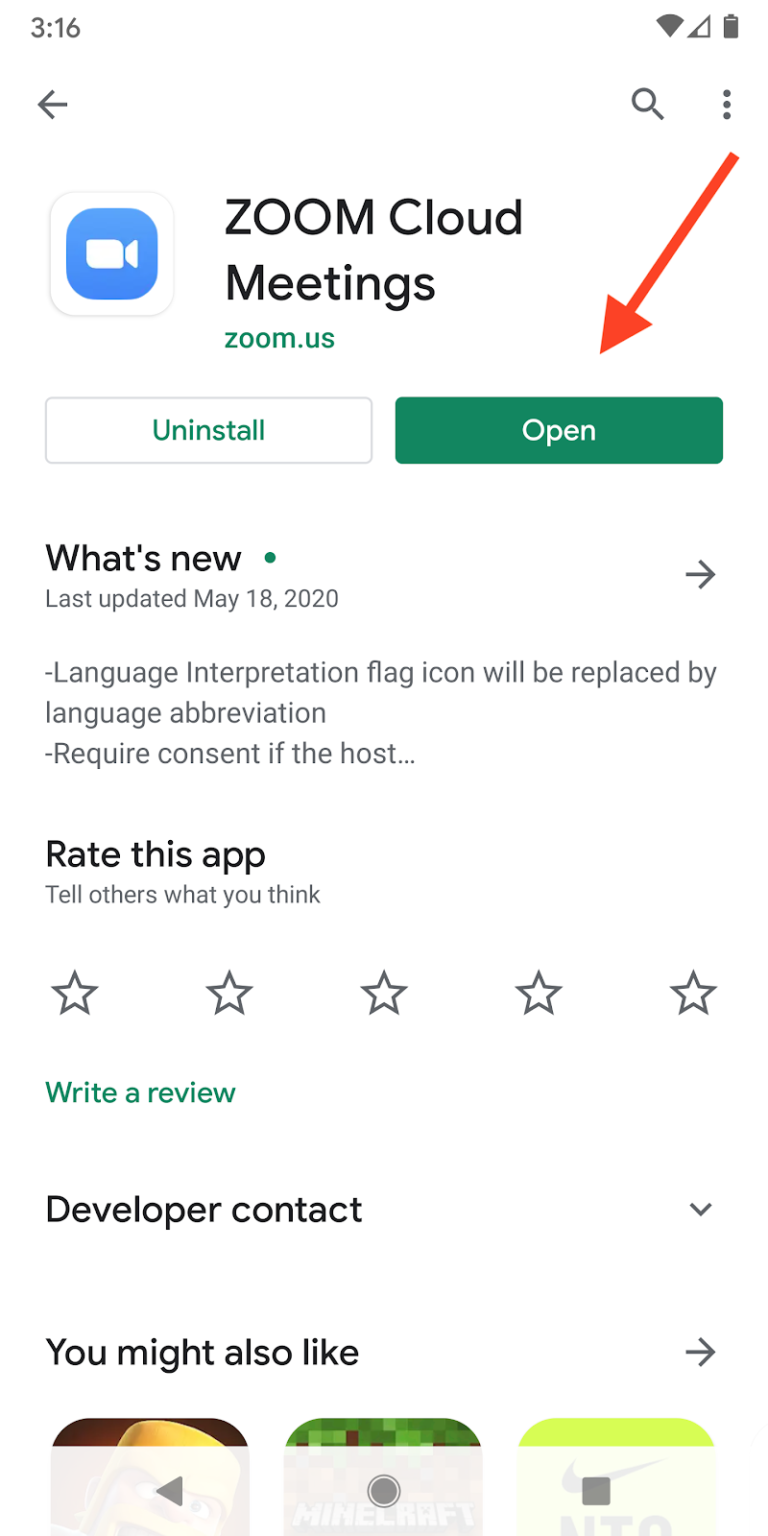 3:16
ZOOM Cloud
Meetings
zoom.us
Uninstall
Open
What's new
Last updated May 18, 2020
-Language Interpretation flag icon will be replaced by
language abbreviation
-Require consent if the host…
Rate this app
Tell others what you think
Write a review
Developer contact
You might also like
MINECRAFT